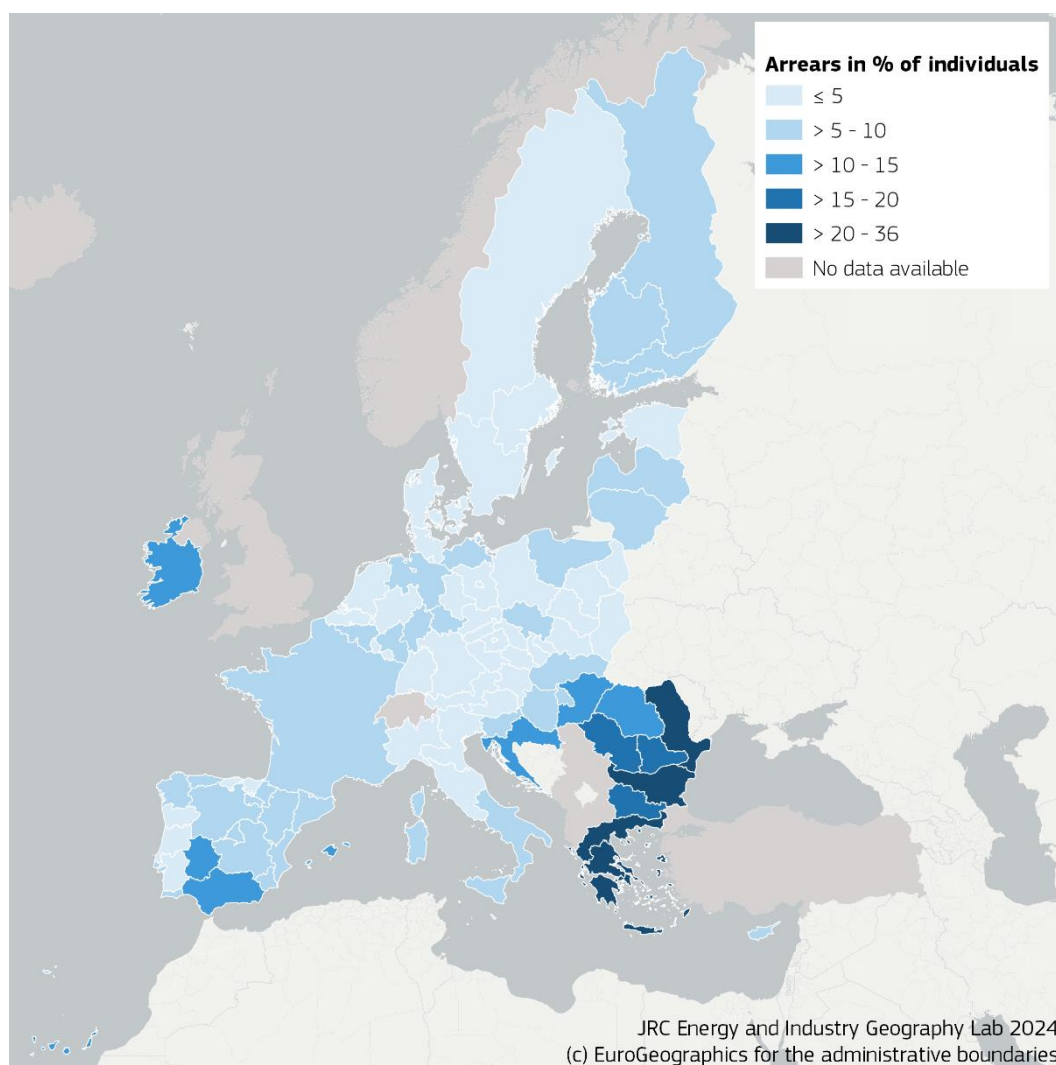 Arrears in % of individuals
≤ 5
> 5 - 10
> 10 - 15
> 15 - 20
> 20 - 36
No data available
JRC Energy and Industry Geography Lab 2024
(c) EuroGeographics for the administrative boundaries